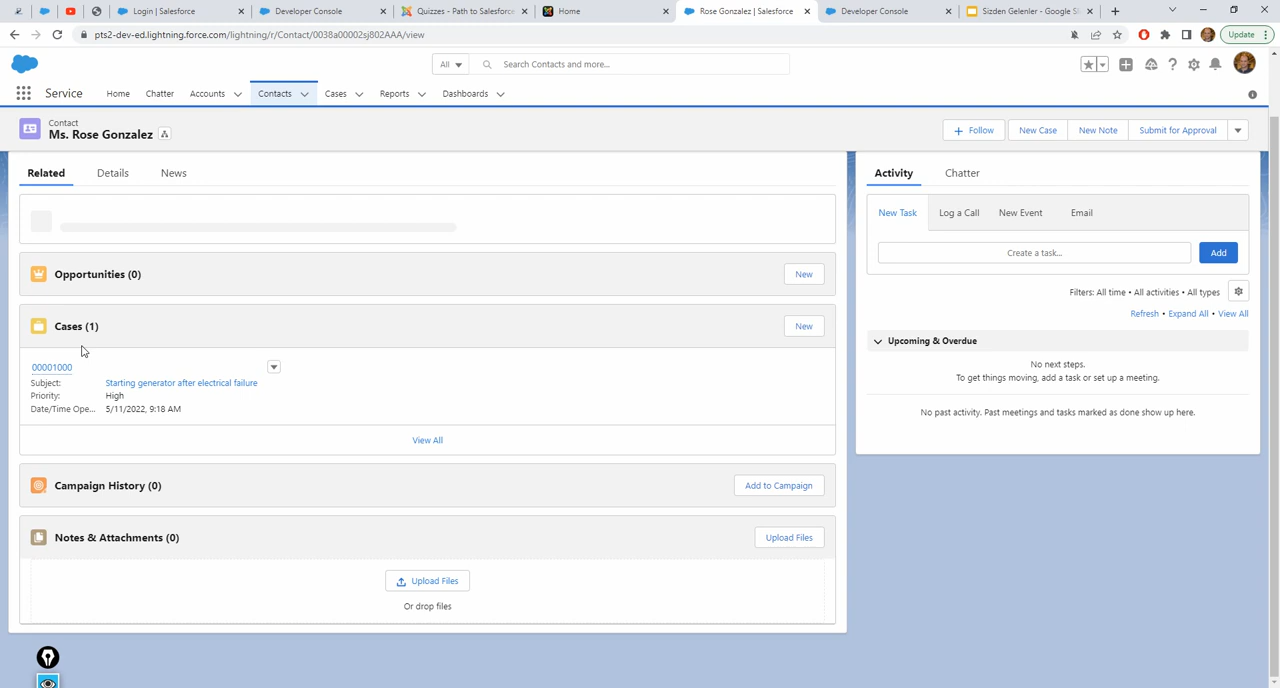 Login | Salesforce
Developer Console
Quizzes - Path to Salesforce
Home
Rose Gonzalez | Salesforce
Developer Console
Sizden Gelenler - Google Sl
pts2-dev-ed.lightning.force.com/lightning/r/Contact/0038a00002sj802AAA/view
Update
All
Search Contacts and more...
Service
Home
Chatter
Accounts
Contacts
Cases
Reports
Dashboards
Contact
Ms. Rose Gonzalez
+ Follow
New Case
New Note
Submit for Approval
Related
Details
News
Opportunities (0)
New
Cases (1)
New
00001000
Subject: Starting generator after electrical failure
Priority: High
Date/Time Ope... 5/11/2022, 9:18 AM
View All
Campaign History (0)
Add to Campaign
Notes & Attachments (0)
Upload Files
Upload Files
Or drop files
Activity
Chatter
New Task
Log a Call
New Event
Email
Create a task...
Add
Filters: All time • All activities • All types
Refresh • Expand All • View All
Upcoming & Overdue
No next steps.
To get things moving, add a task or set up a meeting.
No past activity. Past meetings and tasks marked as done show up here.